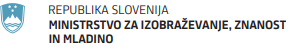 REPUBLIKA SLOVENIJA
MINISTRSTVO ZA IZOBRAŽEVANJE, ZNANOST
IN MLADINO